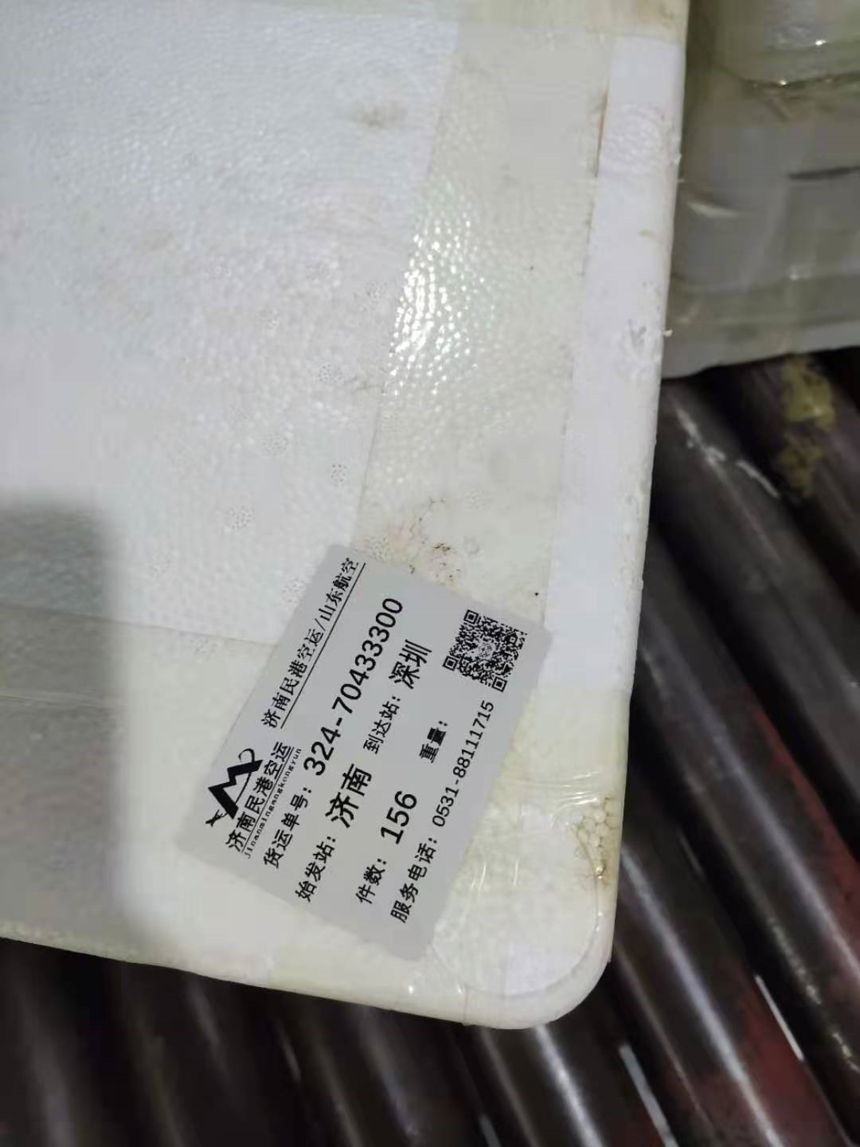 济南民港空运/山东航空
济南民港空运
Jinanmingangkongyun
货运单号：324-70433300
始发站：济南 到达站：深圳
件数：156 重量：
服务电话：0531-88111715